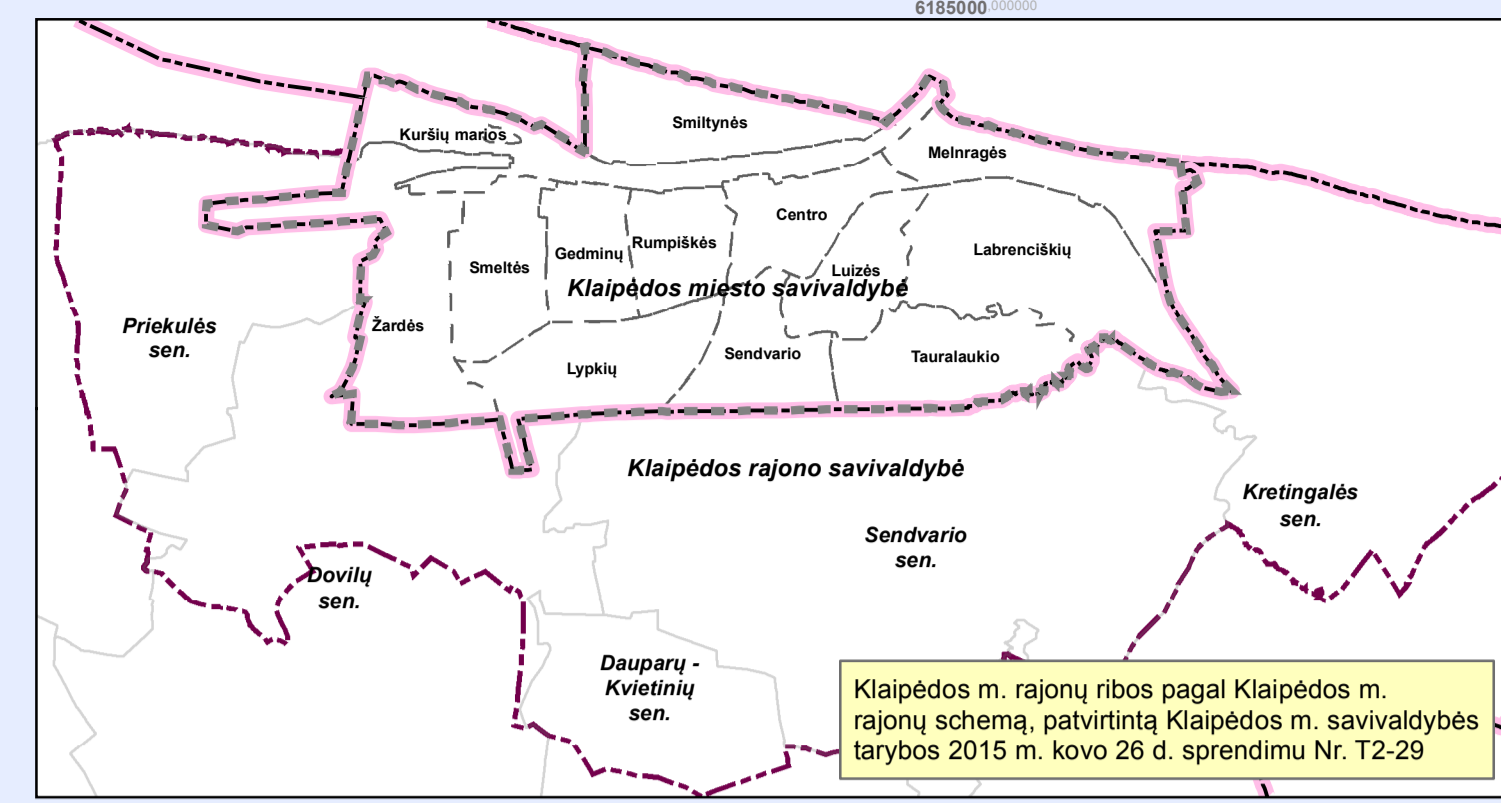 6185000,000000
Smiltynės
Kuršių marios
Melnragės
Centro
Rumpiškės
Gedminų
Labrenciškių
Smeltės
Luizės
Klaipėdos miesto savivaldybė
Žardės
Priekulės
sen.
Sendvario
Tauralaukio
Lypkių
Klaipėdos rajono savivaldybė
Kretingalės
sen.
Sendvario
sen.
Dovilų
sen.
Dauparų -
Kvietinių
sen.
Klaipėdos m. rajonų ribos pagal Klaipėdos m.
rajonų schemą, patvirtintą Klaipėdos m. savivaldybės
tarybos 2015 m. kovo 26 d. sprendimu Nr. T2-29